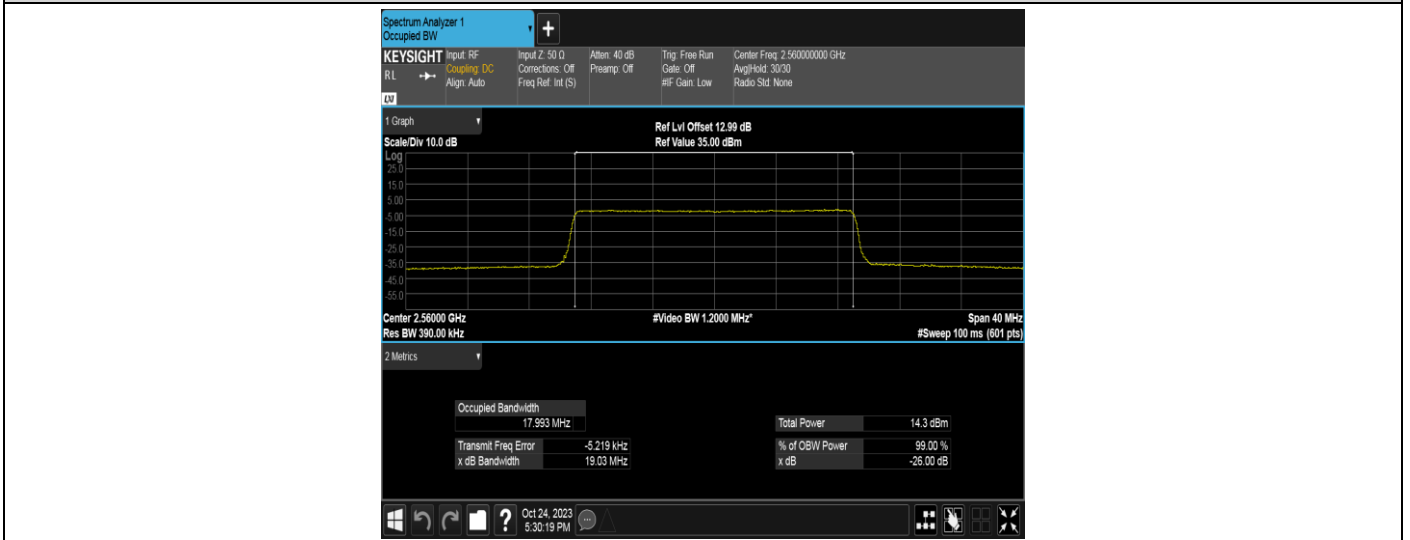 Spectrum Analyzer 1
Occupied BW
+
KEYSIGHT Input: RF Input Z: 50 Ω Atten: 40 dB Trig: Free Run Center Freq: 2.560000000 GHz
RL Coupling: DC Corrections: Off Preamp: Off Gate: Off Avg|Hold: 30/30
Align: Auto Freq Ref: Int (S) #IF Gain: Low Radio Std: None
LXI
1 Graph Ref Lvl Offset 12.99 dB
Scale/Div 10.0 dB Ref Value 35.00 dBm
Log
25.0
15.0
5.00
-5.00
-15.0
-25.0
-35.0
-45.0
-55.0
Center 2.56000 GHz #Video BW 1.2000 MHz* Span 40 MHz
Res BW 390.00 kHz #Sweep 100 ms (601 pts)
2 Metrics
Occupied Bandwidth
17.993 MHz Total Power 14.3 dBm
Transmit Freq Error -5.219 kHz % of OBW Power 99.00 %
x dB Bandwidth 19.03 MHz x dB -26.00 dB
? Oct 24, 2023
5:30:19 PM